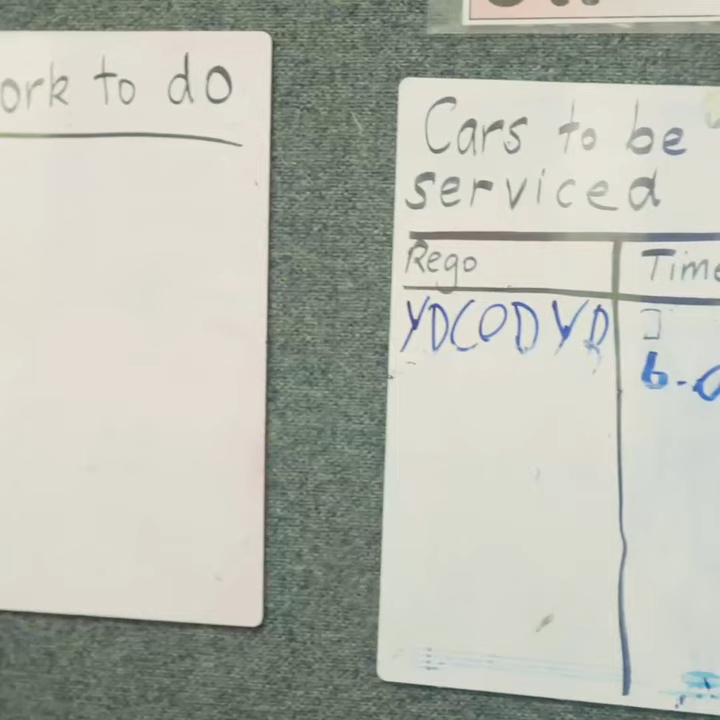 ork to do
Cars to be
serviced
Rego
Time
YDCODYD